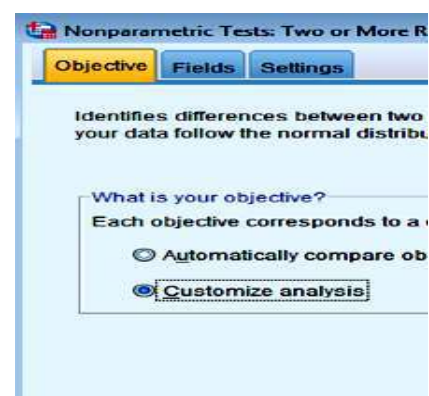 Nonparametric Tests: Two or More R
Objective Fields Settings
Identifies differences between two
your data follow the normal distribu
What is your objective?
Each objective corresponds to a
Automatically compare ob
Customize analysis